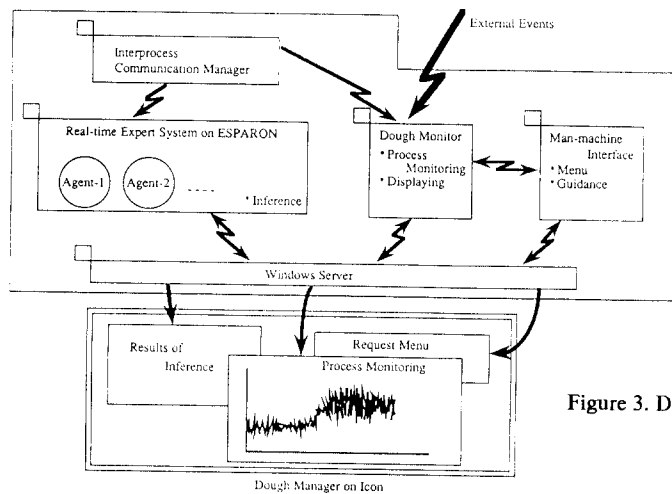 External Events
Interprocess
Communication Manager
Real-time Expert System on ESPARON
Agent-1
Agent-2
* Inference
Dough Monitor
* Process
Monitoring
* Displaying
Man-machine
Interface
* Menu
* Guidance
Windows Server
Results of
Inference
Request Menu
Process Monitoring
Figure 3. D
Dough Manager on Icon